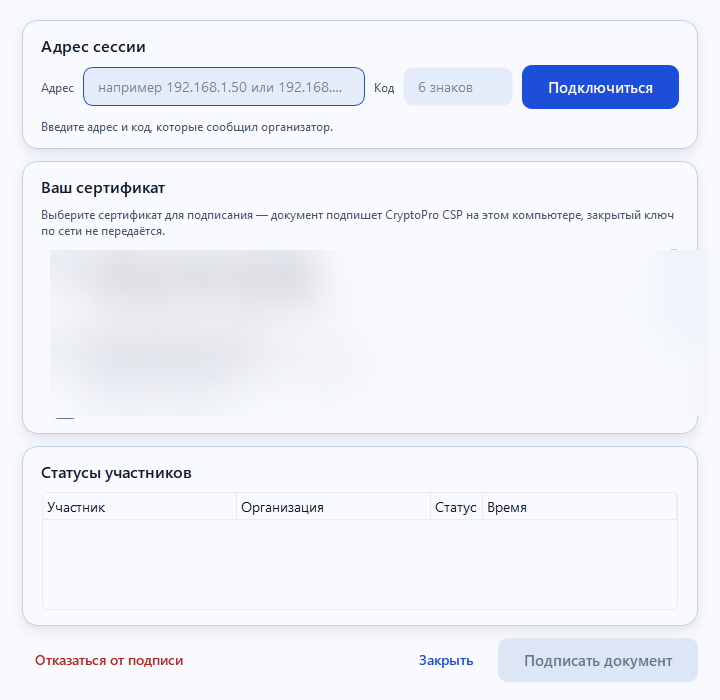 Адрес сессии
Адрес например 192.168.1.50 или 192.168.... Код 6 знаков Подключиться
Введите адрес и код, которые сообщил организатор.
Ваш сертификат
Выберите сертификат для подписания — документ подпишет CryptoPro CSP на этом компьютере, закрытый ключ
по сети не передаётся.
Статусы участников
Участник Организация Статус Время
Отказаться от подписи Закрыть Подписать документ